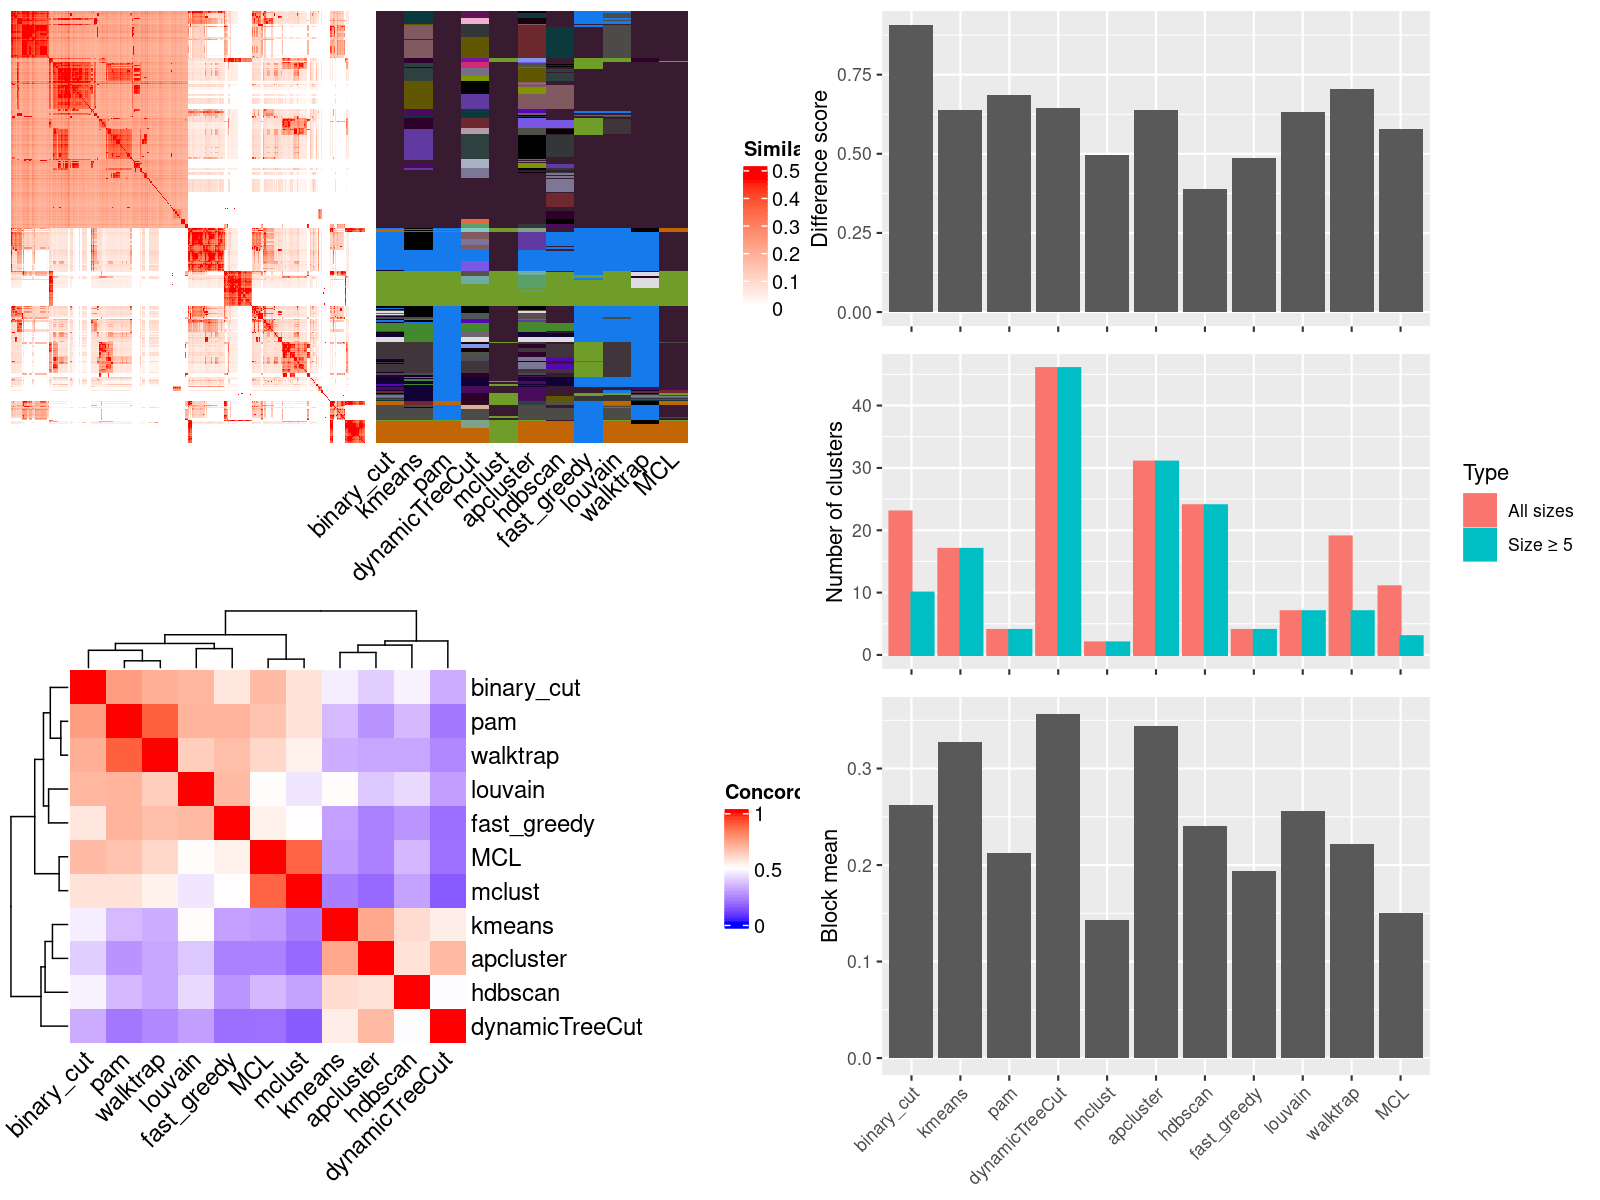 Simila
0.5
0.4
0.3
0.2
0.1
0
binary_cut
kmeans
pam
dynamicTreeCut
mclust
apcluster
hdbscan
fast_greedy
louvain
walktrap
MCL
Difference score
0.75
0.50
0.25
0.00
Number of clusters
40
30
20
10
0
Type
All sizes
Size ≥ 5
binary_cut
pam
walktrap
louvain
fast_greedy
MCL
mclust
kmeans
apcluster
hdbscan
dynamicTreeCut
binary_cut
pam
walktrap
louvain
fast_greedy
MCL
mclust
kmeans
apcluster
hdbscan
dynamicTreeCut
Concord
1
0.5
0
Block mean
0.3
0.2
0.1
0.0
binary_cut
kmeans
pam
dynamicTreeCut
mclust
apcluster
hdbscan
fast_greedy
louvain
walktrap
MCL